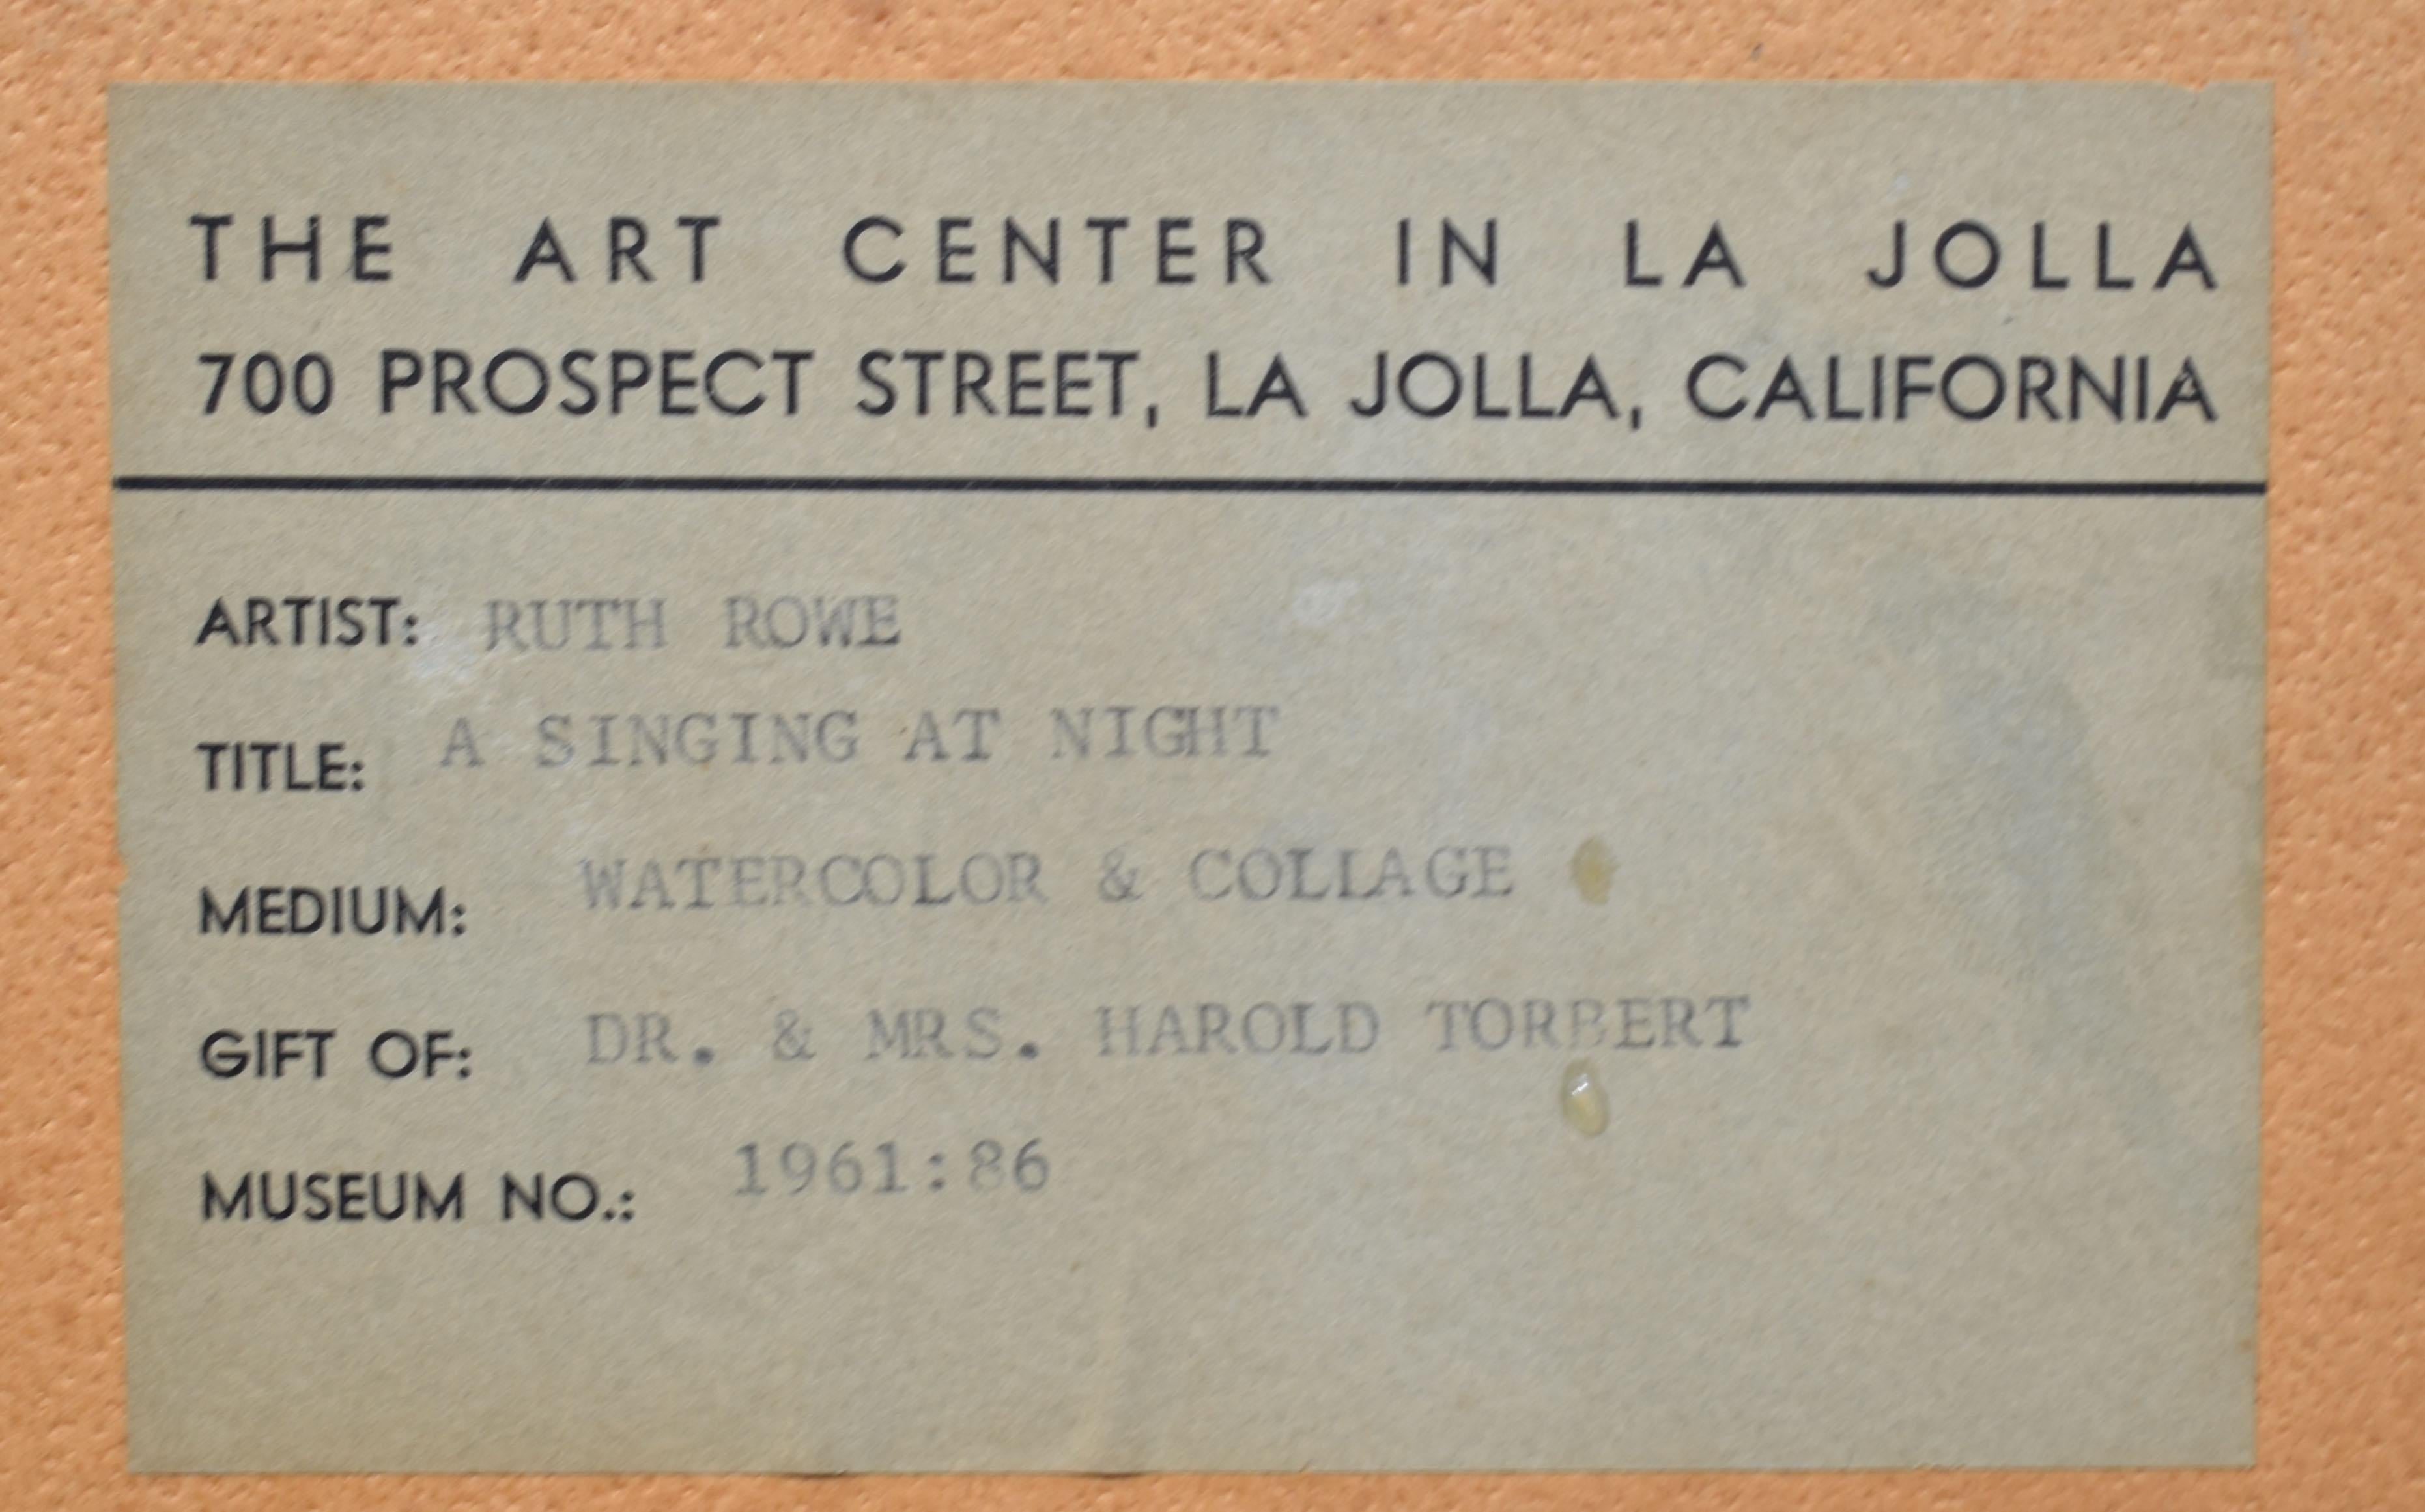 THE ART CENTER IN LA JOLLA
700 PROSPECT STREET, LA JOLLA, CALIFORNIA
ARTIST: RUTH ROWE
TITLE: A SINGING AT NIGHT
MEDIUM: WATERCOLOR & COLLAGE
GIFT OF: DR. & MRS. HAROLD TORBERT
MUSEUM NO.: 1961:86